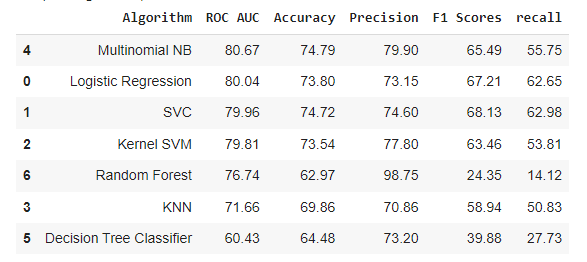 Algorithm ROC AUC Accuracy Precision F1 Scores recall
4 Multinomial NB 80.67 74.79 79.90 65.49 55.75
0 Logistic Regression 80.04 73.80 73.15 67.21 62.65
1 SVC 79.96 74.72 74.60 68.13 62.98
2 Kernel SVM 79.81 73.54 77.80 63.46 53.81
6 Random Forest 76.74 62.97 98.75 24.35 14.12
3 KNN 71.66 69.86 70.86 58.94 50.83
5 Decision Tree Classifier 60.43 64.48 73.20 39.88 27.73